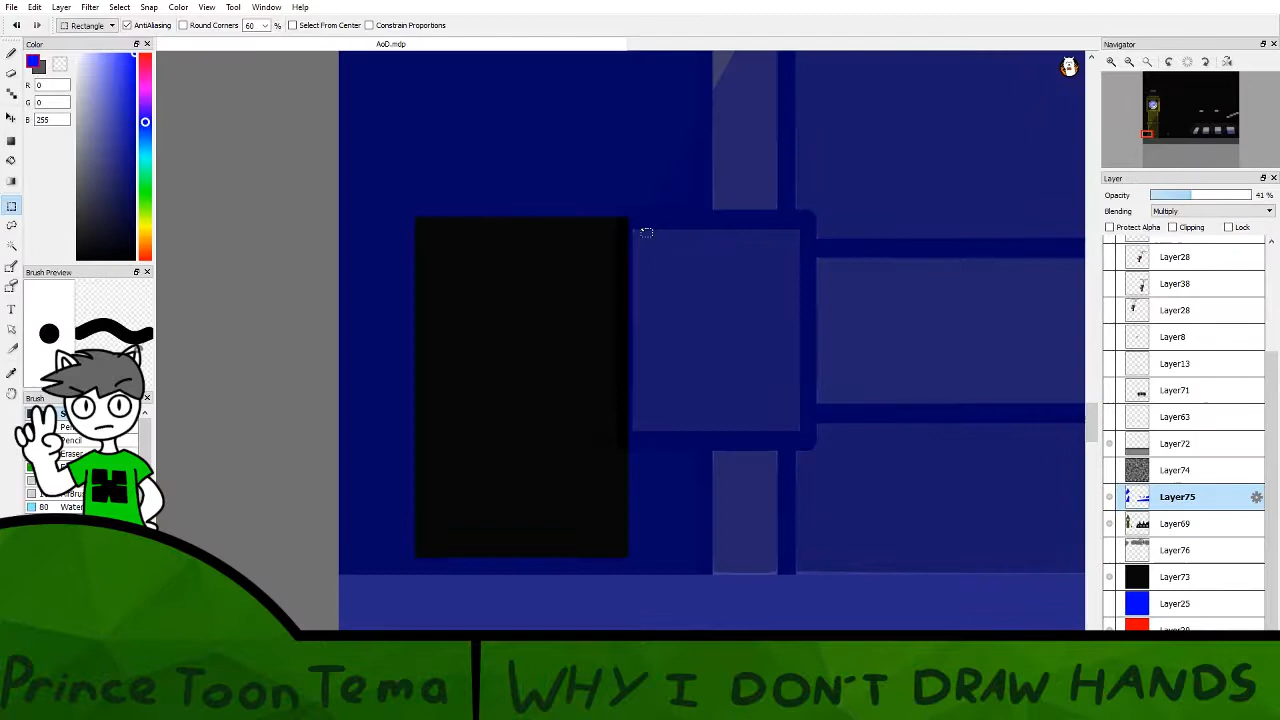 File Edit Layer Filter Select Snap Color View Tool Window Help
Rectangle AntiAliasing Round Corners 60 % Select From Center Constrain Proportions
Color
AoD.mdp
Navigator
R 0
G 0
B 255
Layer
Opacity 41 %
Blending Multiply
Protect Alpha Clipping Lock
Layer28
Layer38
Layer28
Layer8
Layer13
Layer71
Layer63
Layer72
Layer74
Layer75
Layer69
Layer76
Layer73
Layer25
Brush Preview
Brush
Pencil
Eraser
80 Water
Prince Toon Tema
WHY I DON'T DRAW HANDS